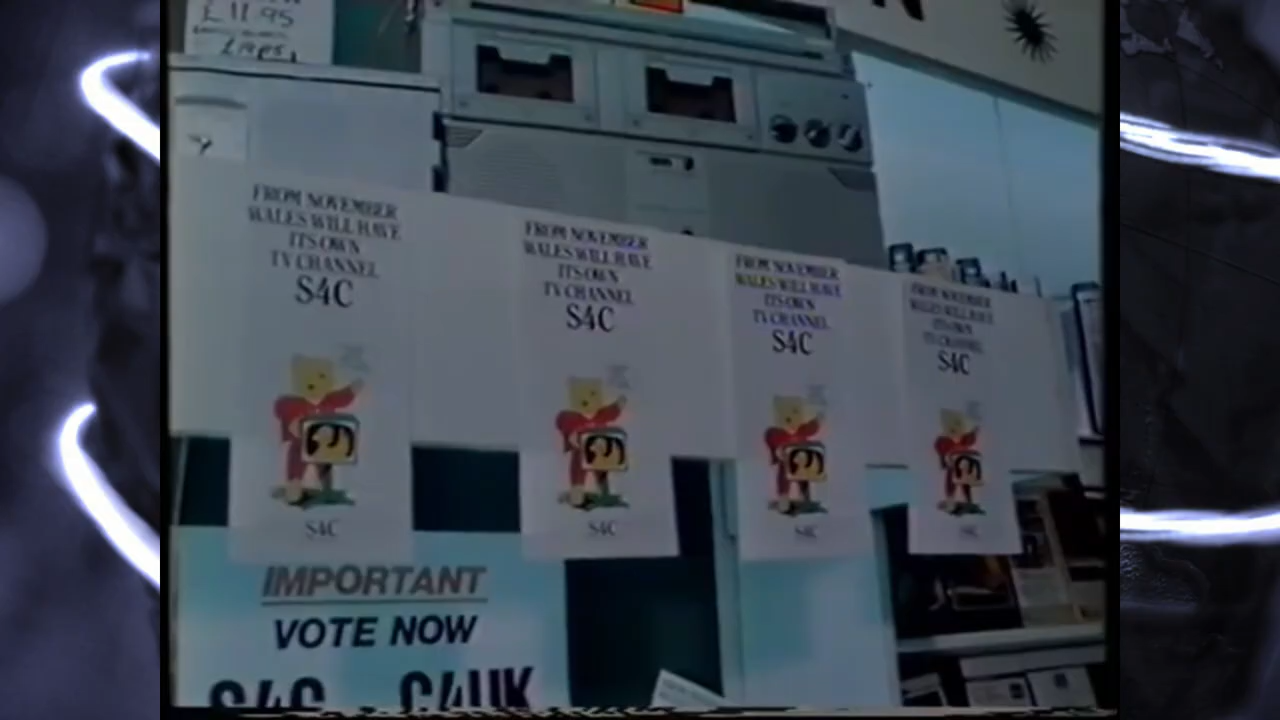 £11.95
FROM NOVEMBER
WALES WILL HAVE
ITS OWN
TV CHANNEL
S4C
S4C
FROM NOVEMBER
WALES WILL HAVE
ITS OWN
TV CHANNEL
S4C
S4C
FROM NOVEMBER
WALES WILL HAVE
ITS OWN
TV CHANNEL
S4C
S4C
FROM NOVEMBER
WALES WILL HAVE
ITS OWN
TV CHANNEL
S4C
S4C
IMPORTANT
VOTE NOW
S4C C4UK